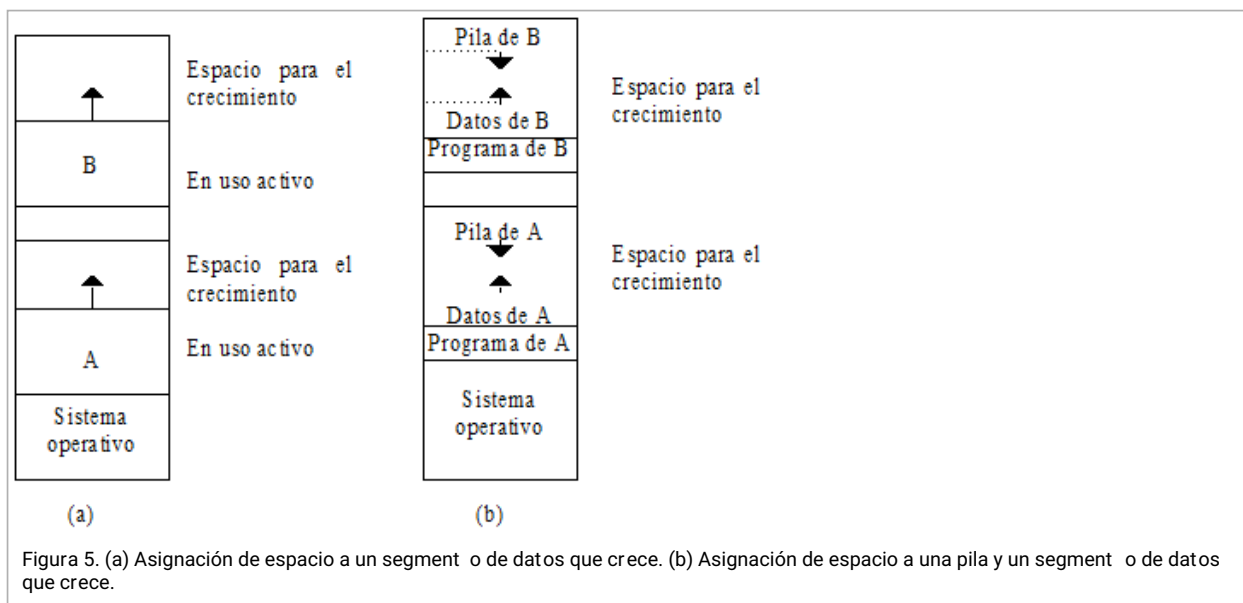 Espacio para el
crecimiento
B
En uso activo
Espacio para el
crecimiento
A
En uso activo
Sistema
operativo
(a)
Pila de B
Espacio para el
crecimiento
Datos de B
Programa de B
Pila de A
Espacio para el
crecimiento
Datos de A
Programa de A
Sistema
operativo
(b)
Figura 5. (a) Asignación de espacio a un segment o de datos que crece. (b) Asignación de espacio a una pila y un segment o de datos
que crece.